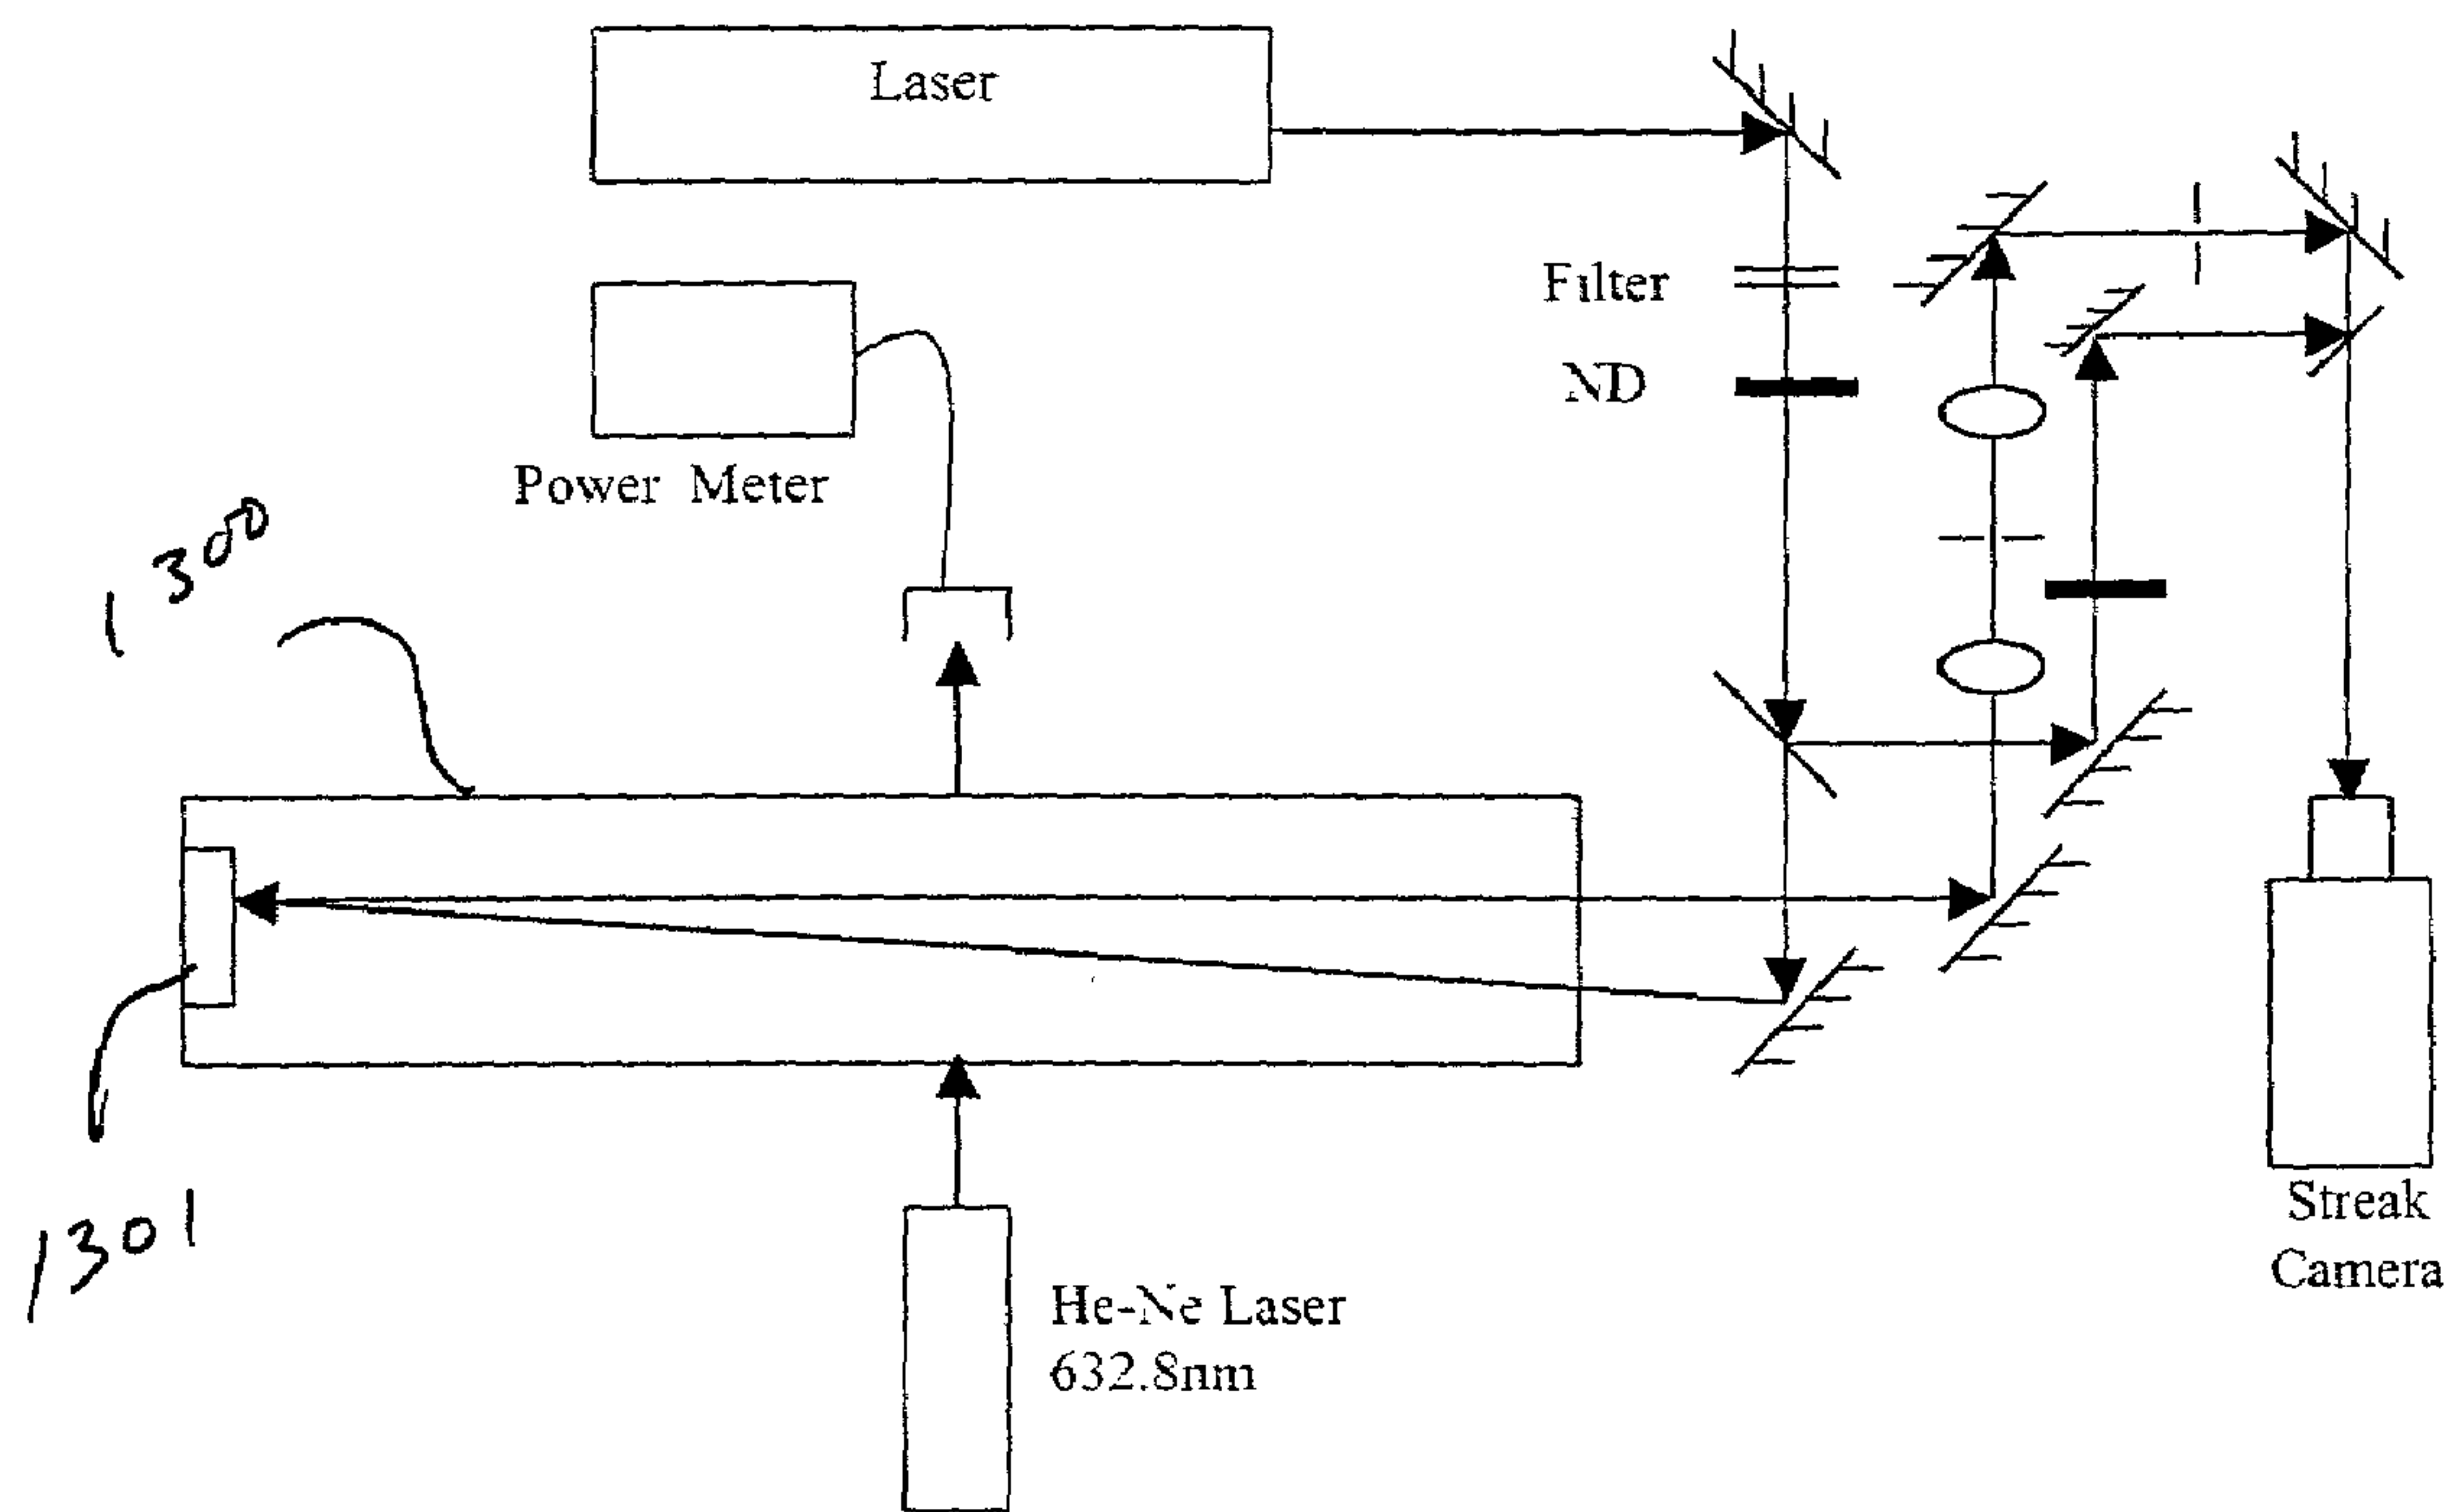 Laser
Filter
ND
Power Meter
1300
1301
He-Ne Laser
632.8nm
Streak
Camera